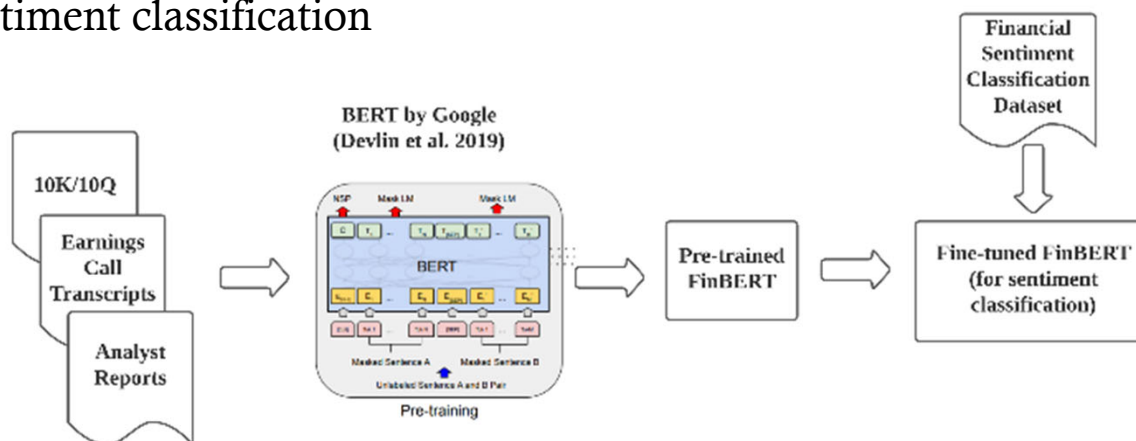 timent classification
Financial
Sentiment
Classification
Dataset
BERT by Google
(Devlin et al. 2019)
10K/10Q
Earnings
Call
Transcripts
Analyst
Reports
NSP Mask LM Mask LM
BERT
Masked Sentence A Masked Sentence B
Unlabeled Sentence A and B Pair
Pre-training
Pre-trained
FinBERT
Fine-tuned FinBERT
(for sentiment
classification)